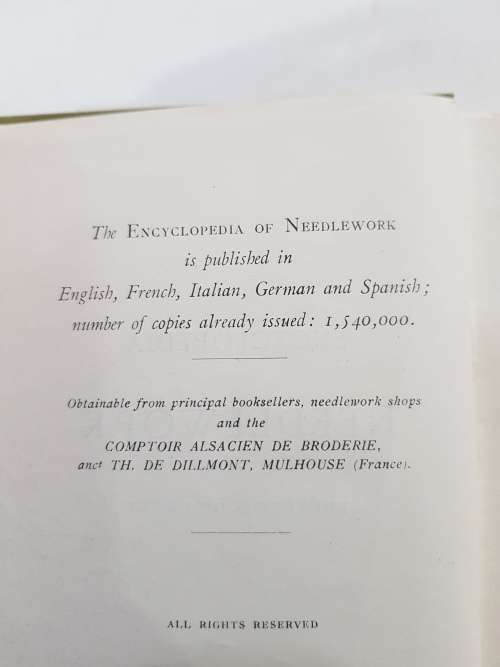 The ENCYCLOPEDIA OF NEEDLEWORK
is published in
English, French, Italian, German and Spanish;
number of copies already issued: 1,540,000.
Obtainable from principal booksellers, needlework shops
and the
COMPTOIR ALSACIEN DE BRODERIE,
anct TH. DE DILLMONT, MULHOUSE (France).
ALL RIGHTS RESERVED